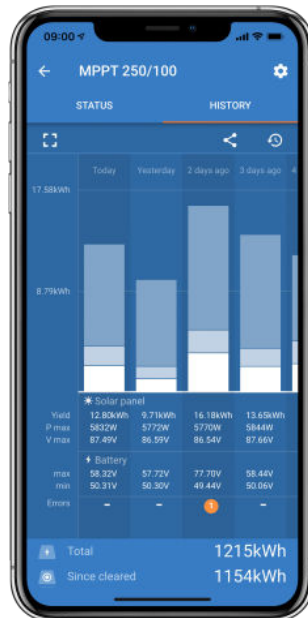 09:00
MPPT 250/100
STATUS HISTORY
Today Yesterday 2 days ago 3 days ago 4
17.58kWh
8.79kWh
Solar panel
Yield 12.80kWh 9.71kWh 16.18kWh 13.65kWh
P max 5832W 5772W 5770W 5844W
V max 87.49V 86.59V 86.54V 87.66V
Battery
max 58.32V 57.72V 77.70V 58.44V
min 50.31V 50.30V 49.44V 50.06V
Errors - - 1 -
Total 1215kWh
Since cleared 1154kWh